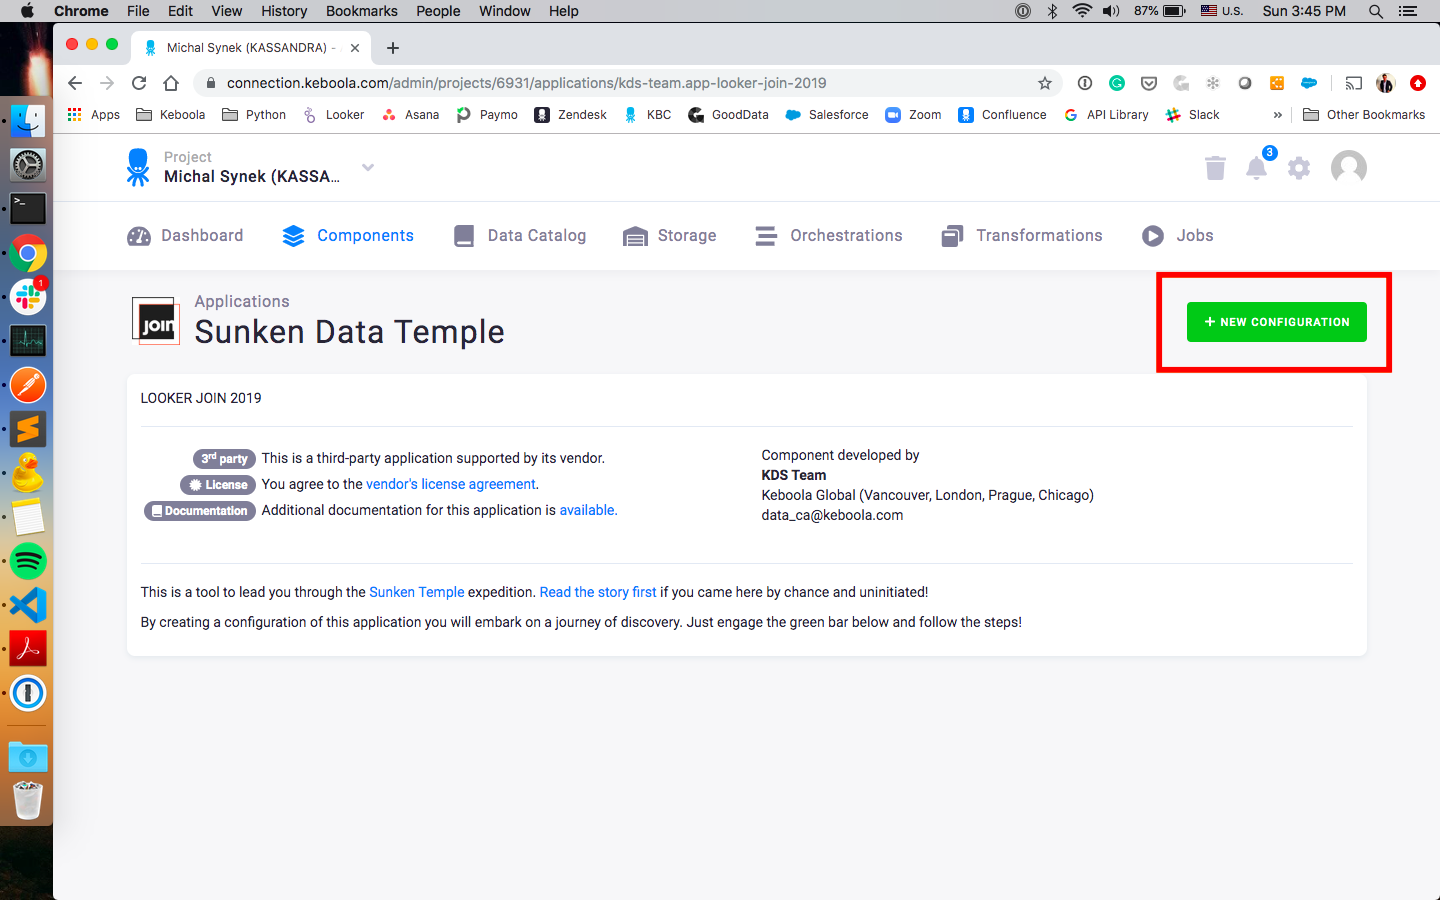 Chrome File Edit View History Bookmarks People Window Help 87% U.S. Sun 3:45 PM
Michal Synek (KASSANDRA) -
connection.keboola.com/admin/projects/6931/applications/kds-team.app-looker-join-2019
Apps Keboola Python Looker Asana Paymo Zendesk KBC GoodData Salesforce Zoom Confluence API Library Slack » Other Bookmarks
Project
Michal Synek (KASSA...
3
Dashboard Components Data Catalog Storage Orchestrations Transformations Jobs
1
join
Applications
Sunken Data Temple
+ NEW CONFIGURATION
LOOKER JOIN 2019
3rd party This is a third-party application supported by its vendor.
License You agree to the vendor's license agreement.
Documentation Additional documentation for this application is available.
Component developed by
KDS Team
Keboola Global (Vancouver, London, Prague, Chicago)
data_ca@keboola.com
This is a tool to lead you through the Sunken Temple expedition. Read the story first if you came here by chance and uninitiated!
By creating a configuration of this application you will embark on a journey of discovery. Just engage the green bar below and follow the steps!